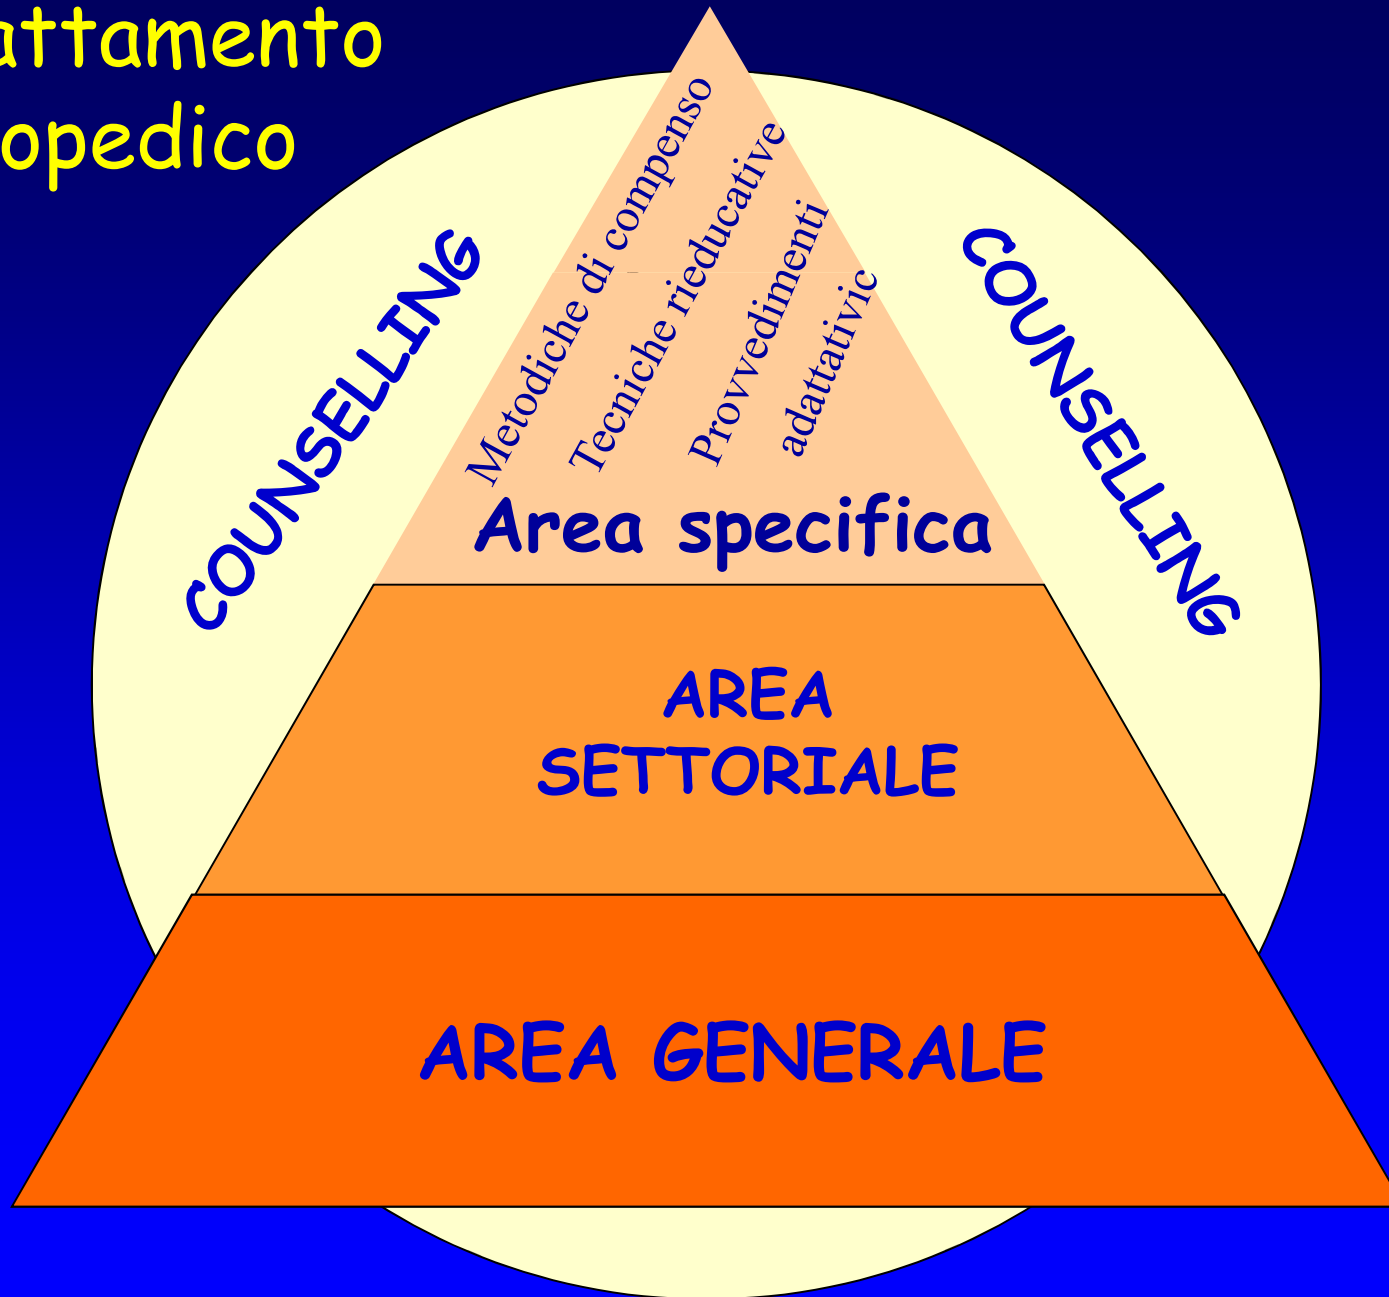 attamento
opedico
COUNSELLING
COUNSELLING
Metodiche di compenso
Tecniche rieducative
Provvedimenti
adattativic
Area specifica
AREA
SETTORIALE
AREA GENERALE